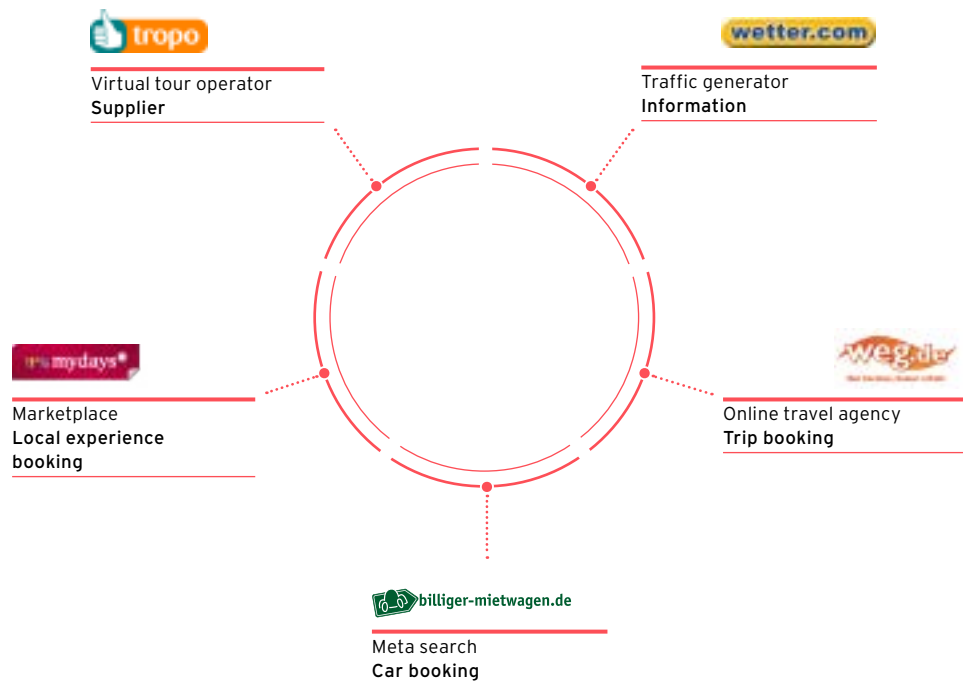 tropo
wetter.com
Virtual tour operator
Supplier
Traffic generator
Information
mydays
weg.de
Marketplace
Local experience
booking
Online travel agency
Trip booking
billiger-mietwagen.de
Meta search
Car booking